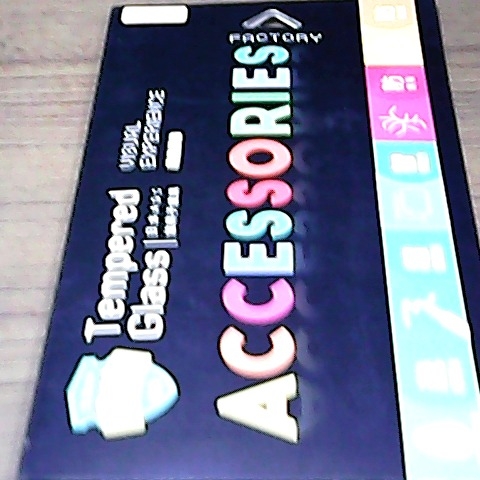 FACTORY
ACCESSORIES
Tempered
Glass
VISUAL
EXPERIENCE